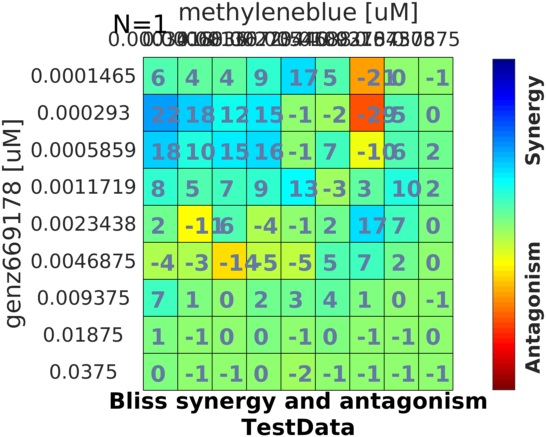 N=1
methyleneblue [uM]
genz669178 [uM]
0.0001465 6 4 4 9 17 5 -21 0 -1
0.000293 22 18 12 15 -1 -2 -29 5 0
0.0005859 18 10 15 16 -1 7 -10 6 2
0.0011719 8 5 7 9 13 -3 3 10 2
0.0023438 2 -11 6 -4 -1 2 17 7 0
0.0046875 -4 -3 -14 -5 -5 5 7 2 0
0.009375 7 1 0 2 3 4 1 0 -1
0.01875 1 -1 0 0 -1 0 -1 -1 0
0.0375 0 -1 -1 0 -2 -1 -1 -1 -1
Synergy
Antagonism
Bliss synergy and antagonism
TestData